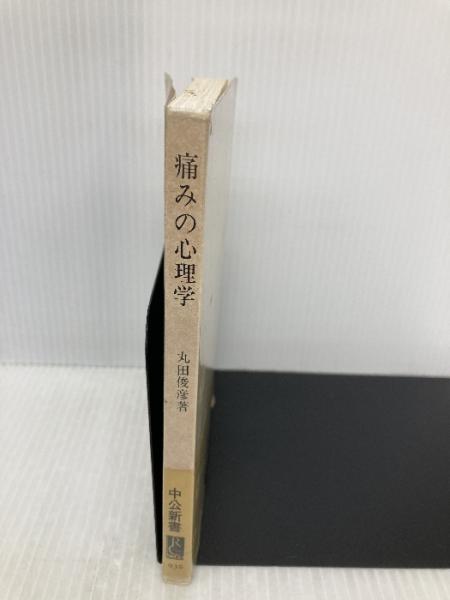 痛みの心理学
丸田俊彦著
中公新書